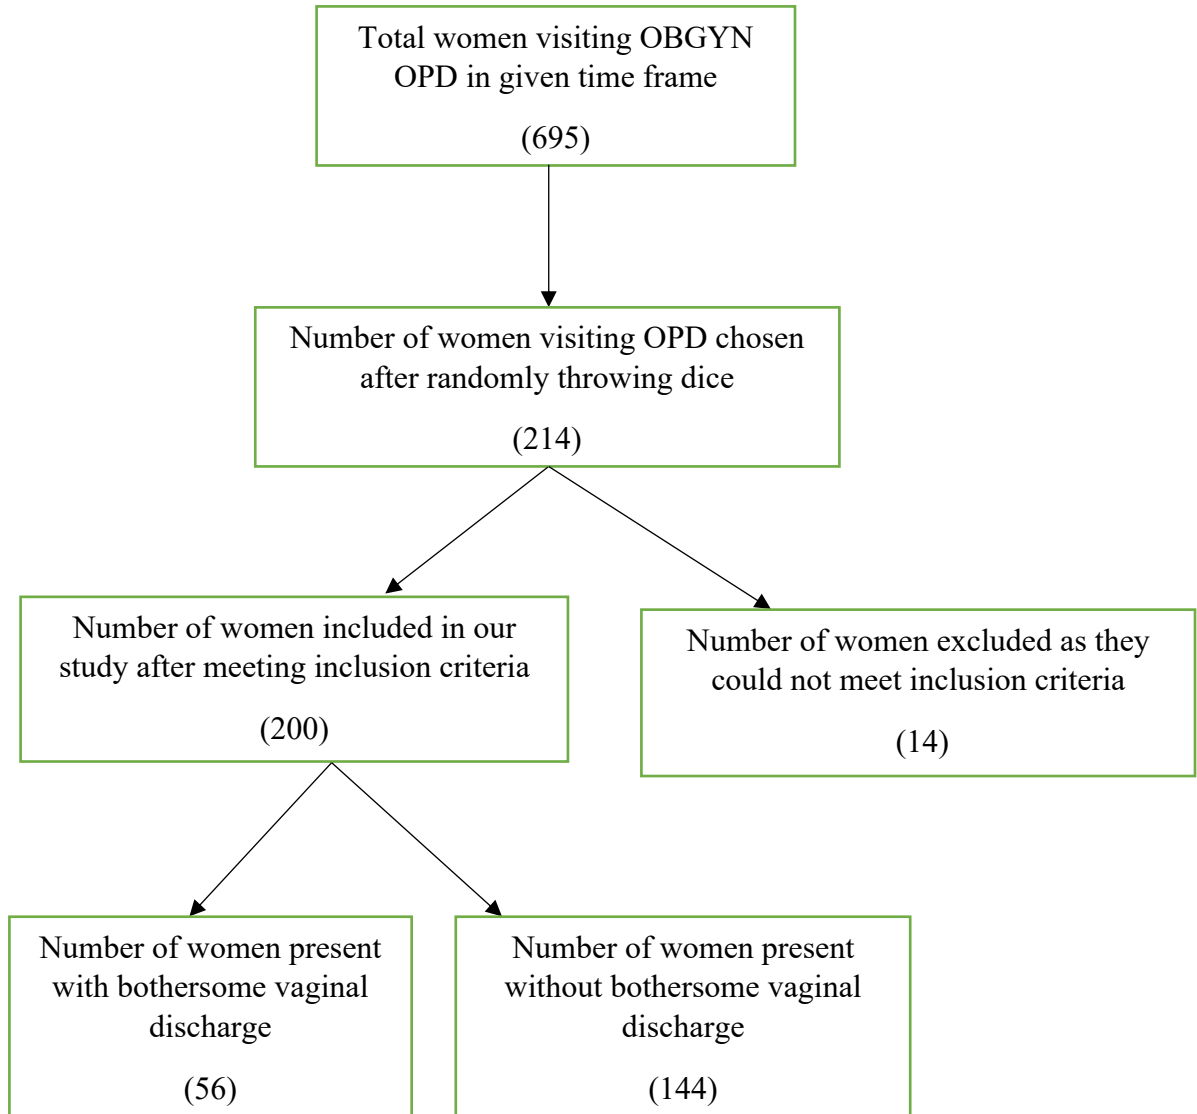 Total women visiting OBGYN
OPD in given time frame
(695)
Number of women visiting OPD chosen
after randomly throwing dice
(214)
Number of women included in our
study after meeting inclusion criteria
(200)
Number of women excluded as they
could not meet inclusion criteria
(14)
Number of women present
with bothersome vaginal
discharge
(56)
Number of women present
without bothersome vaginal
discharge
(144)